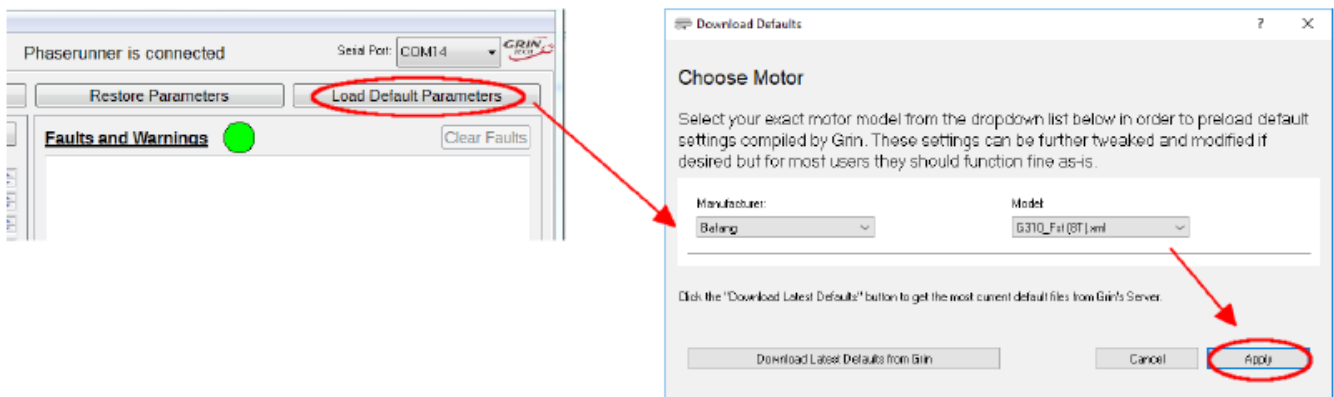 Phaserunner is connected
Serial Port: COM14
GRIN
TECH
Restore Parameters
Load Default Parameters
Faults and Warnings
Clear Faults
Download Defaults
? X
Choose Motor
Select your exact motor model from the dropdown list below in order to preload default
settings compiled by Grin. These settings can be further tweaked and modified if
desired but for most users they should function fine as-is.
Manufacturer:
Model:
Bafang
G310_Fst (8T).xml
Click the "Download Latest Defaults" button to get the most current default files from Grin's Server.
Download Latest Defaults from Grin
Cancel
Apply